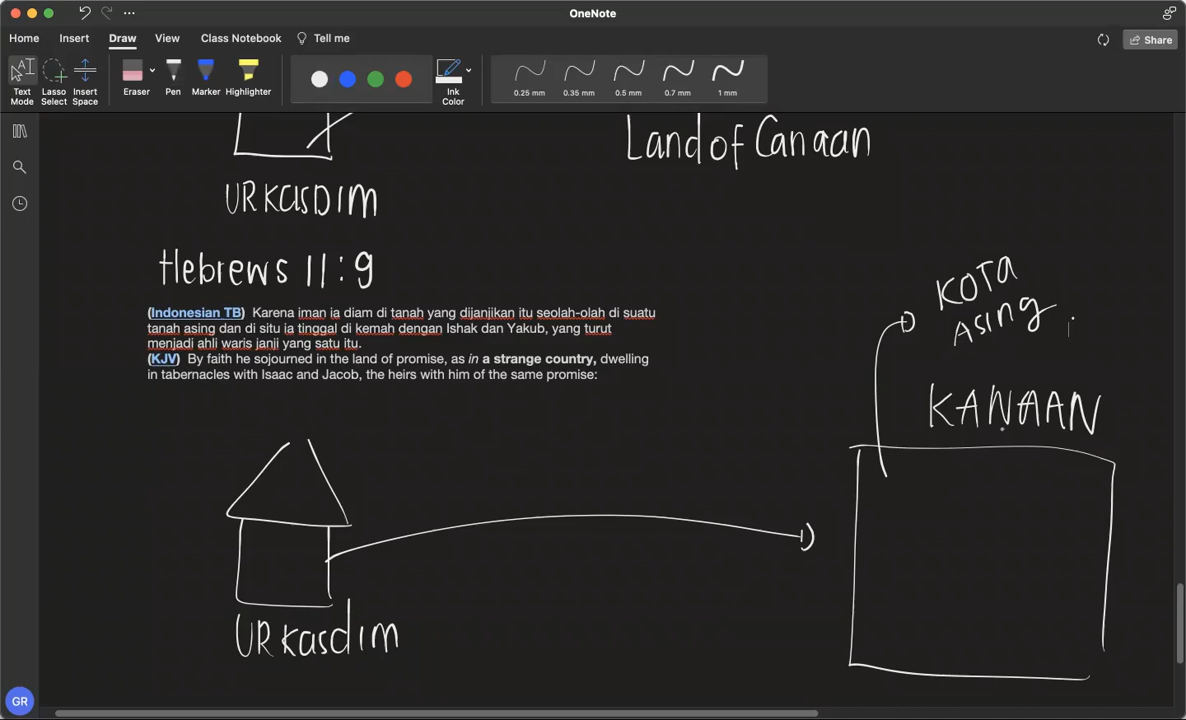 OneNote
Home Insert Draw View Class Notebook Tell me
Share
Text Mode
Lasso Select
Insert Space
Eraser
Pen
Marker
Highlighter
Ink Color
0.25 mm 0.35 mm 0.5 mm 0.7 mm 1 mm
Land of Canaan
URKASDIM
Hebrews 11:9
(Indonesian TB) Karena iman ia diam di tanah yang dijanjikan itu seolah-olah di suatu
tanah asing dan di situ ia tinggal di kemah dengan Ishak dan Yakub, yang turut
menjadi ahli waris janji yang satu itu.
(KJV) By faith he sojourned in the land of promise, as in a strange country, dwelling
in tabernacles with Isaac and Jacob, the heirs with him of the same promise:
KOTA
Asing
KANAAN
URKasdim
GR